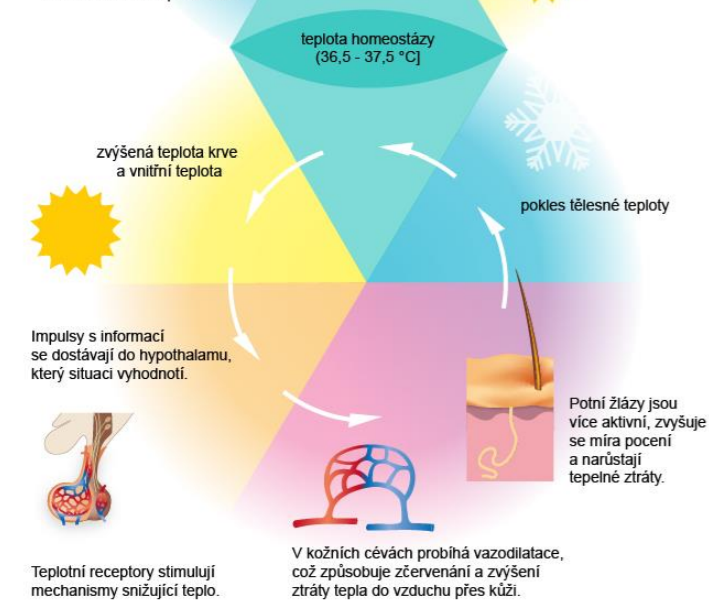 teplota homeostázy
(36,5 - 37,5 °C]
zvýšená teplota krve
a vnitřní teplota
pokles tělesné teploty
Impulsy s informací
se dostávají do hypothalamu,
který situaci vyhodnotí.
Potní žlázy jsou
více aktivní, zvyšuje
se míra pocení
a narůstají
tepelné ztráty.
Teplotní receptory stimulují
mechanismy snižující teplo.
V kožních cévách probíhá vazodilatace,
což způsobuje zčervenání a zvýšení
ztráty tepla do vzduchu přes kůži.